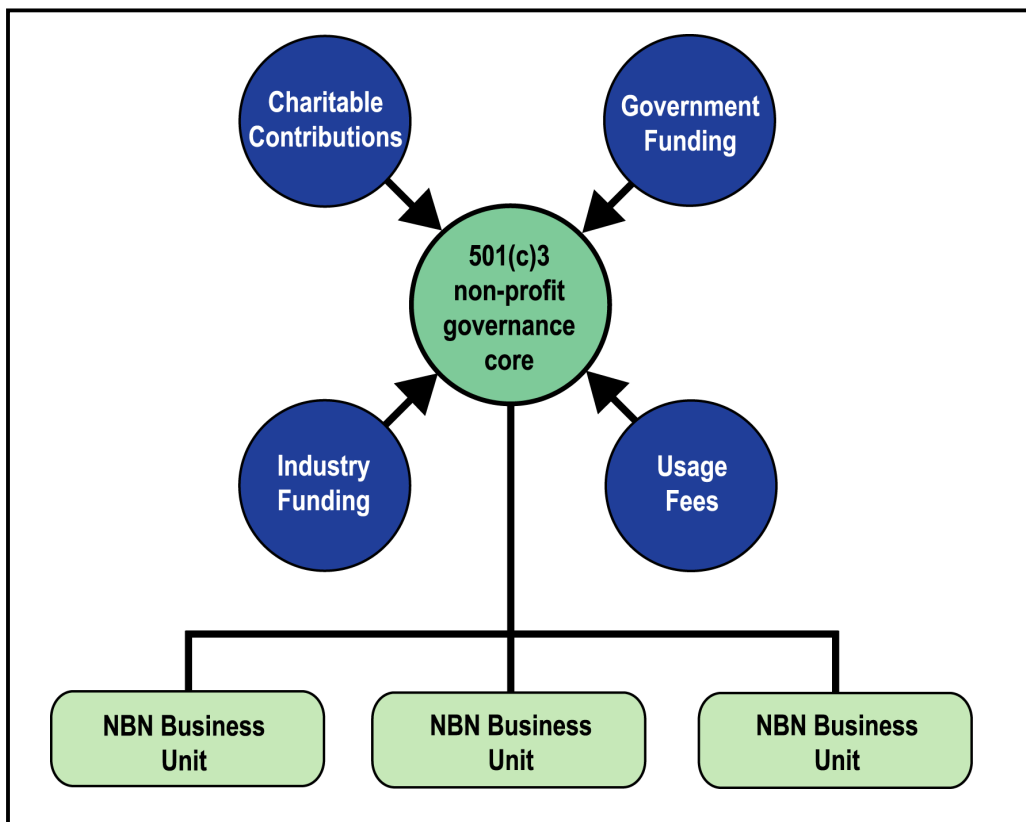 Charitable
Contributions
Government
Funding
501(c)3
non-profit
governance
core
Industry
Funding
Usage
Fees
NBN Business
Unit
NBN Business
Unit
NBN Business
Unit